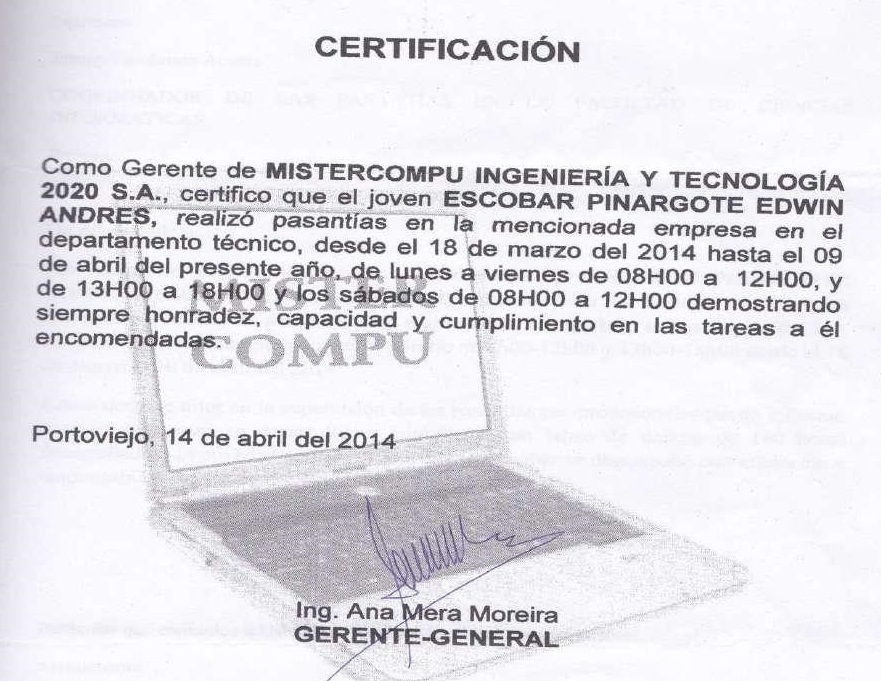 CERTIFICACIÓN
Como Gerente de MISTERCOMPU INGENIERÍA Y TECNOLOGÍA
2020 S.A., certifico que el joven ESCOBAR PINARGOTE EDWIN
ANDRES, realizó pasantías en la mencionada empresa en el
departamento técnico, desde el 18 de marzo del 2014 hasta el 09
de abril del presente año, de lunes a viernes de 08H00 a 12H00, y
de 13H00 a 18H00 y los sábados de 08H00 a 12H00 demostrando
siempre honradez, capacidad y cumplimiento en las tareas a él
encomendadas.
MISTER
COMPU
Portoviejo, 14 de abril del 2014
Ing. Ana Mera Moreira
GERENTE-GENERAL